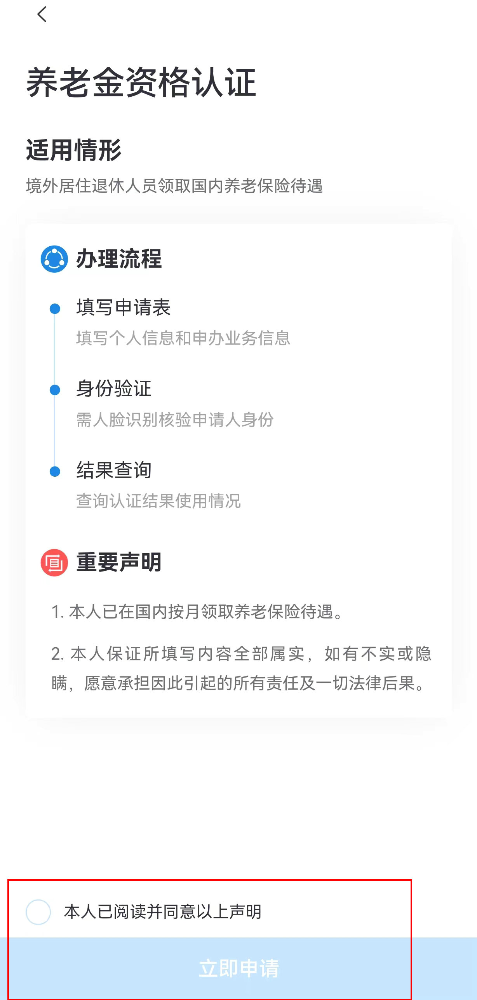 养老金资格认证
适用情形
境外居住退休人员领取国内养老保险待遇
办理流程
填写申请表
填写个人信息和申办业务信息
身份验证
需人脸识别核验申请人身份
结果查询
查询认证结果使用情况
重要声明
1. 本人已在国内按月领取养老保险待遇。
2. 本人保证所填写内容全部属实，如有不实或隐
瞒，愿意承担因此引起的所有责任及一切法律后果。
本人已阅读并同意以上声明
立即申请